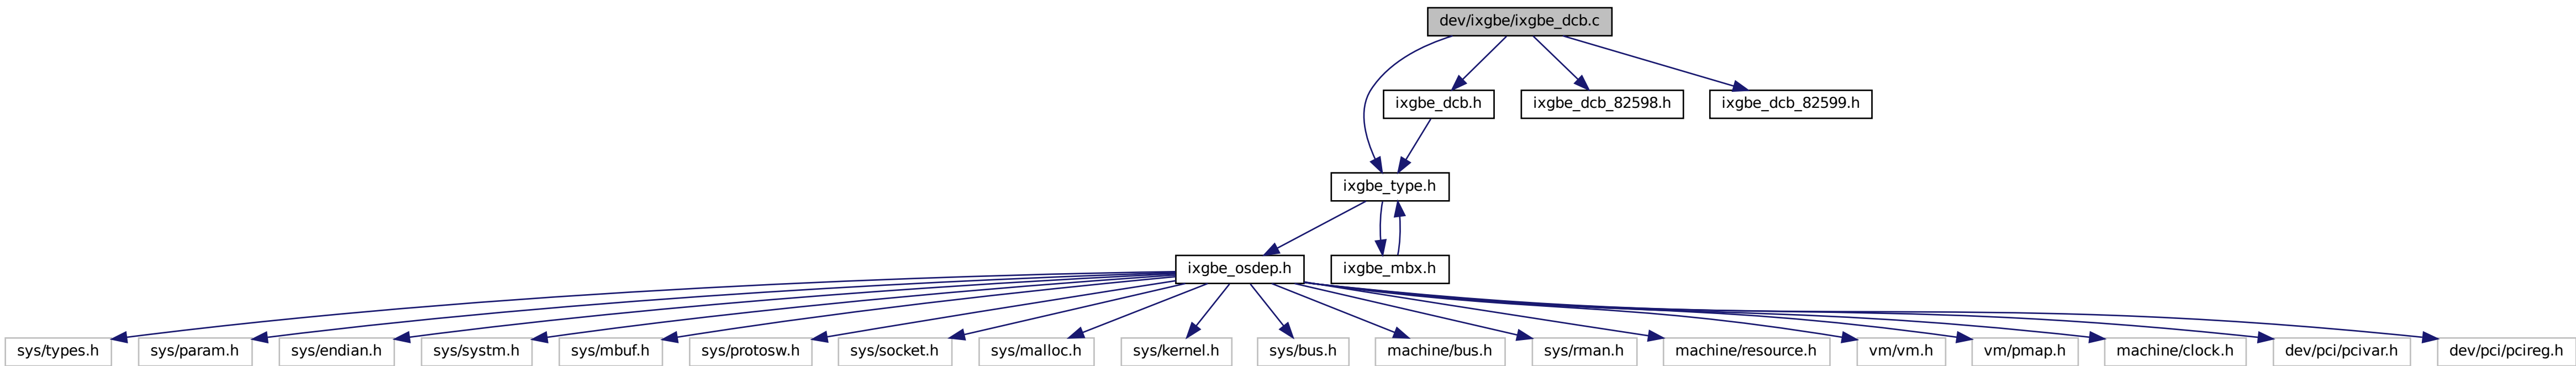 dev/ixgbe/ixgbe_dcb.c
ixgbe_dcb.h
ixgbe_dcb_82598.h
ixgbe_dcb_82599.h
ixgbe_type.h
ixgbe_osdep.h
ixgbe_mbx.h
sys/types.h
sys/param.h
sys/endian.h
sys/systm.h
sys/mbuf.h
sys/protosw.h
sys/socket.h
sys/malloc.h
sys/kernel.h
sys/bus.h
machine/bus.h
sys/rman.h
machine/resource.h
vm/vm.h
vm/pmap.h
machine/clock.h
dev/pci/pcivar.h
dev/pci/pcireg.h